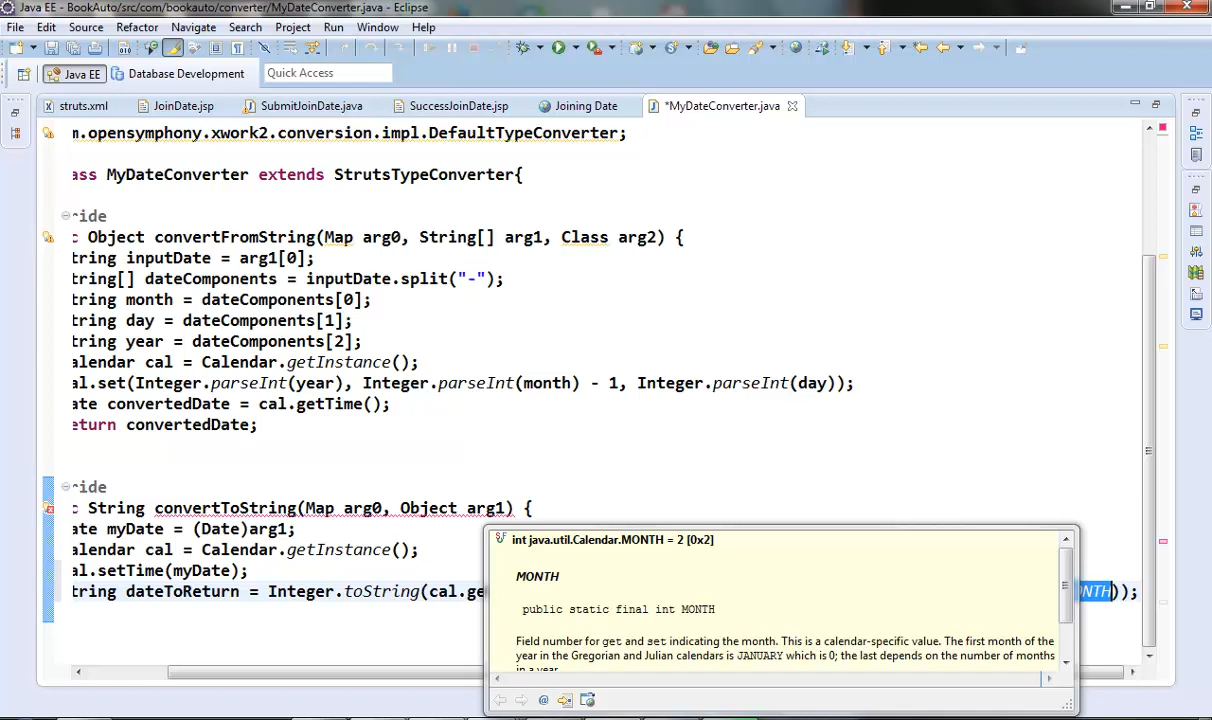 Java EE - BookAuto/src/com/bookauto/converter/MyDateConverter.java - Eclipse
File Edit Source Refactor Navigate Search Project Run Window Help
Java EE Database Development Quick Access
struts.xml JoinDate.jsp SubmitJoinDate.java SuccessJoinDate.jsp Joining Date *MyDateConverter.java
m.opensymphony.xwork2.conversion.impl.DefaultTypeConverter;
ass MyDateConverter extends StrutsTypeConverter{
ride
c Object convertFromString(Map arg0, String[] arg1, Class arg2) {
tring inputDate = arg1[0];
tring[] dateComponents = inputDate.split("-");
tring month = dateComponents[0];
tring day = dateComponents[1];
tring year = dateComponents[2];
alendar cal = Calendar.getInstance();
al.set(Integer.parseInt(year), Integer.parseInt(month) - 1, Integer.parseInt(day));
ate convertedDate = cal.getTime();
eturn convertedDate;
ride
c String convertToString(Map arg0, Object arg1) {
ate myDate = (Date)arg1;
alendar cal = Calendar.getInstance();
al.setTime(myDate);
tring dateToReturn = Integer.toString(cal.ge ONTH));
int java.util.Calendar.MONTH = 2 [0x2]
MONTH
public static final int MONTH
Field number for get and set indicating the month. This is a calendar-specific value. The first month of the
year in the Gregorian and Julian calendars is JANUARY which is 0; the last depends on the number of months
in a year.